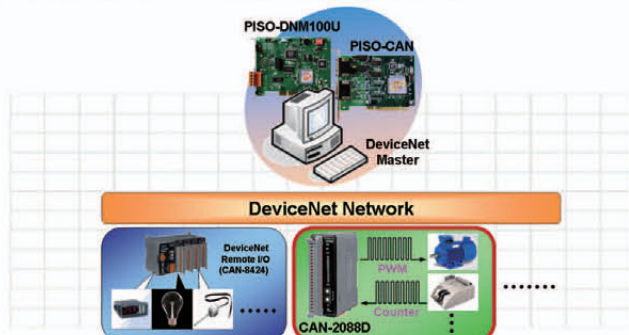 PISO-DNM100U
PISO-CAN
DeviceNet
Master
DeviceNet Network
DeviceNet
Remote I/O
(CAN-8424)
PWM
Counter
CAN-2088D